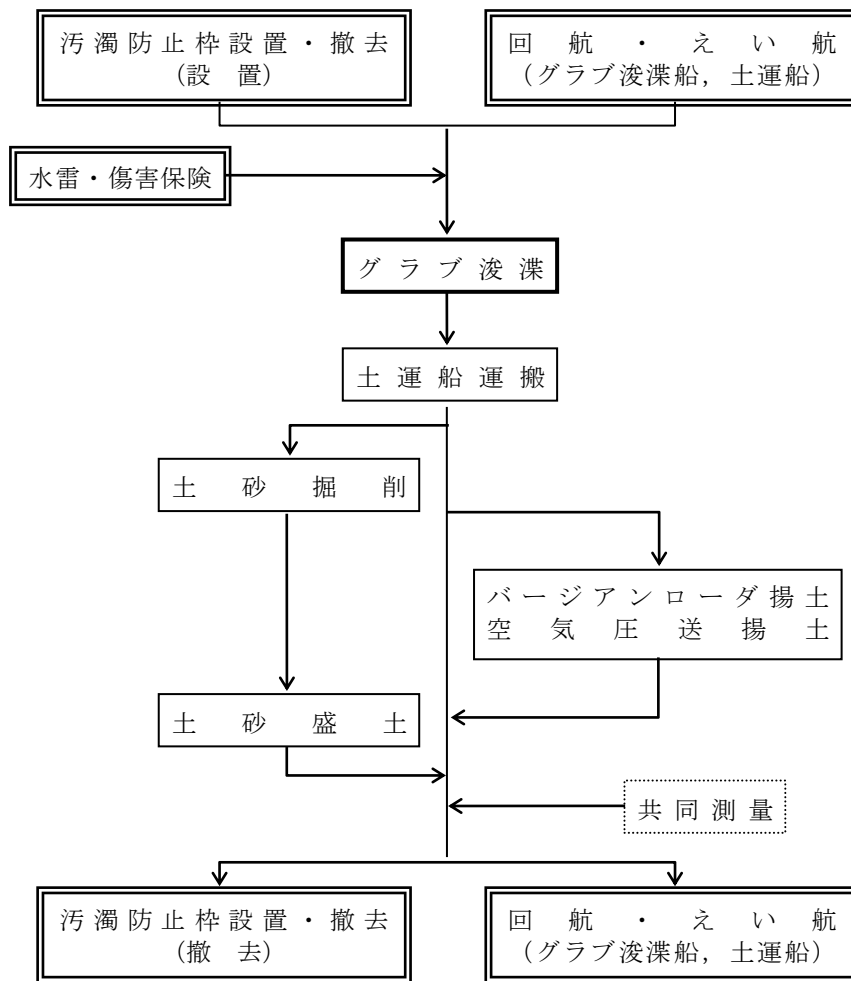 汚濁防止枠設置・撤去
(設 置)
回航・えい航
(グラブ浚渫船, 土運船)
水雷・傷害保険
グラブ浚渫
土運船運搬
土砂掘削
バージアンローダ揚土
空気圧送揚土
土砂盛土
共同測量
汚濁防止枠設置・撤去
(撤 去)
回航・えい航
(グラブ浚渫船, 土運船)